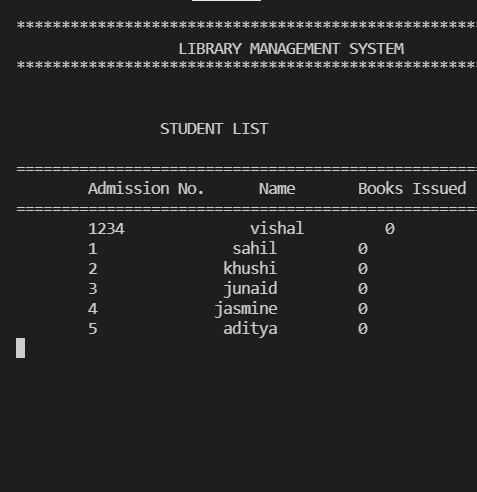 ****************************************************
LIBRARY MANAGEMENT SYSTEM
****************************************************
STUDENT LIST
====================================================
Admission No. Name Books Issued
====================================================
1234 vishal 0
1 sahil 0
2 khushi 0
3 junaid 0
4 jasmine 0
5 aditya 0